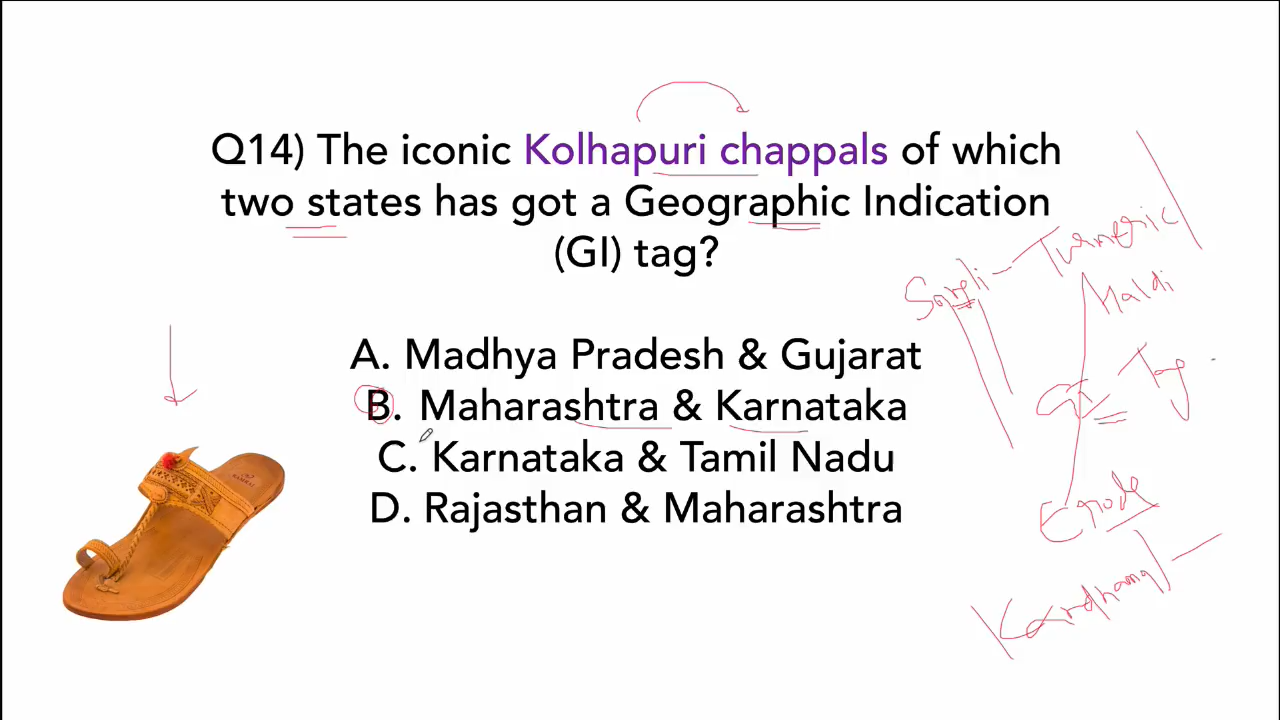 Q14) The iconic Kolhapuri chappals of which
two states has got a Geographic Indication
(GI) tag?
A. Madhya Pradesh & Gujarat
B. Maharashtra & Karnataka
C. Karnataka & Tamil Nadu
D. Rajasthan & Maharashtra
Sangli - Turmeric
Haldi
GI Tag
Erode
Kandhamal -